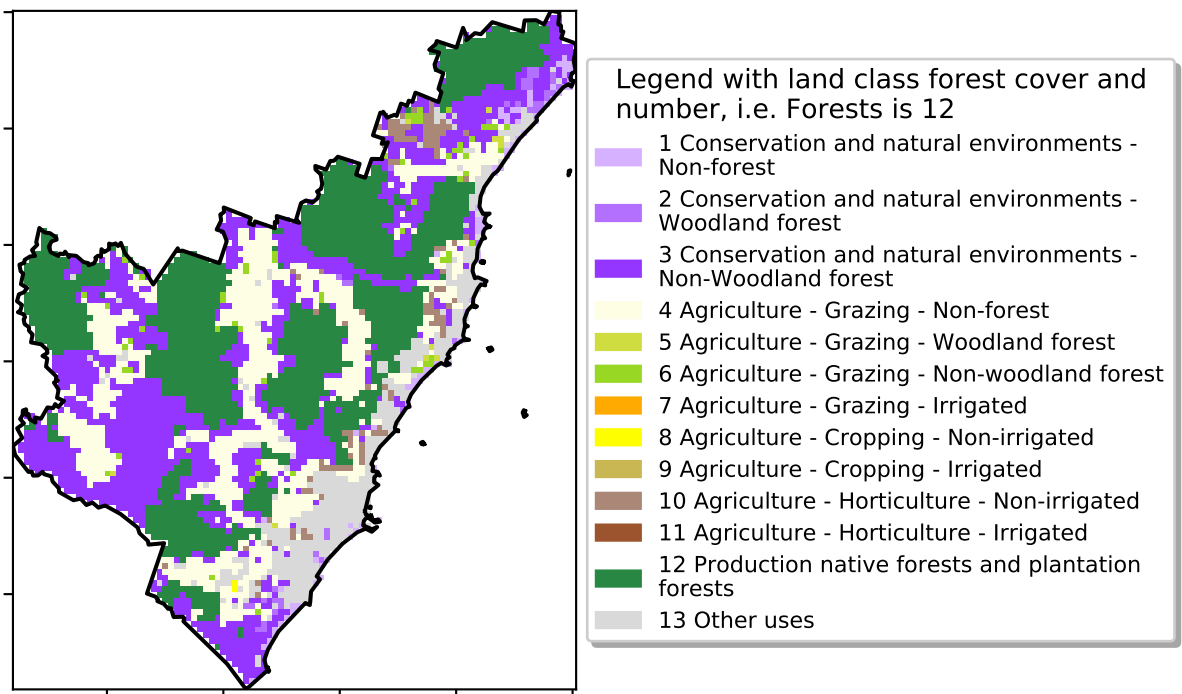 Legend with land class forest cover and
number, i.e. Forests is 12
1 Conservation and natural environments -
Non-forest
2 Conservation and natural environments -
Woodland forest
3 Conservation and natural environments -
Non-Woodland forest
4 Agriculture - Grazing - Non-forest
5 Agriculture - Grazing - Woodland forest
6 Agriculture - Grazing - Non-woodland forest
7 Agriculture - Grazing - Irrigated
8 Agriculture - Cropping - Non-irrigated
9 Agriculture - Cropping - Irrigated
10 Agriculture - Horticulture - Non-irrigated
11 Agriculture - Horticulture - Irrigated
12 Production native forests and plantation
forests
13 Other uses